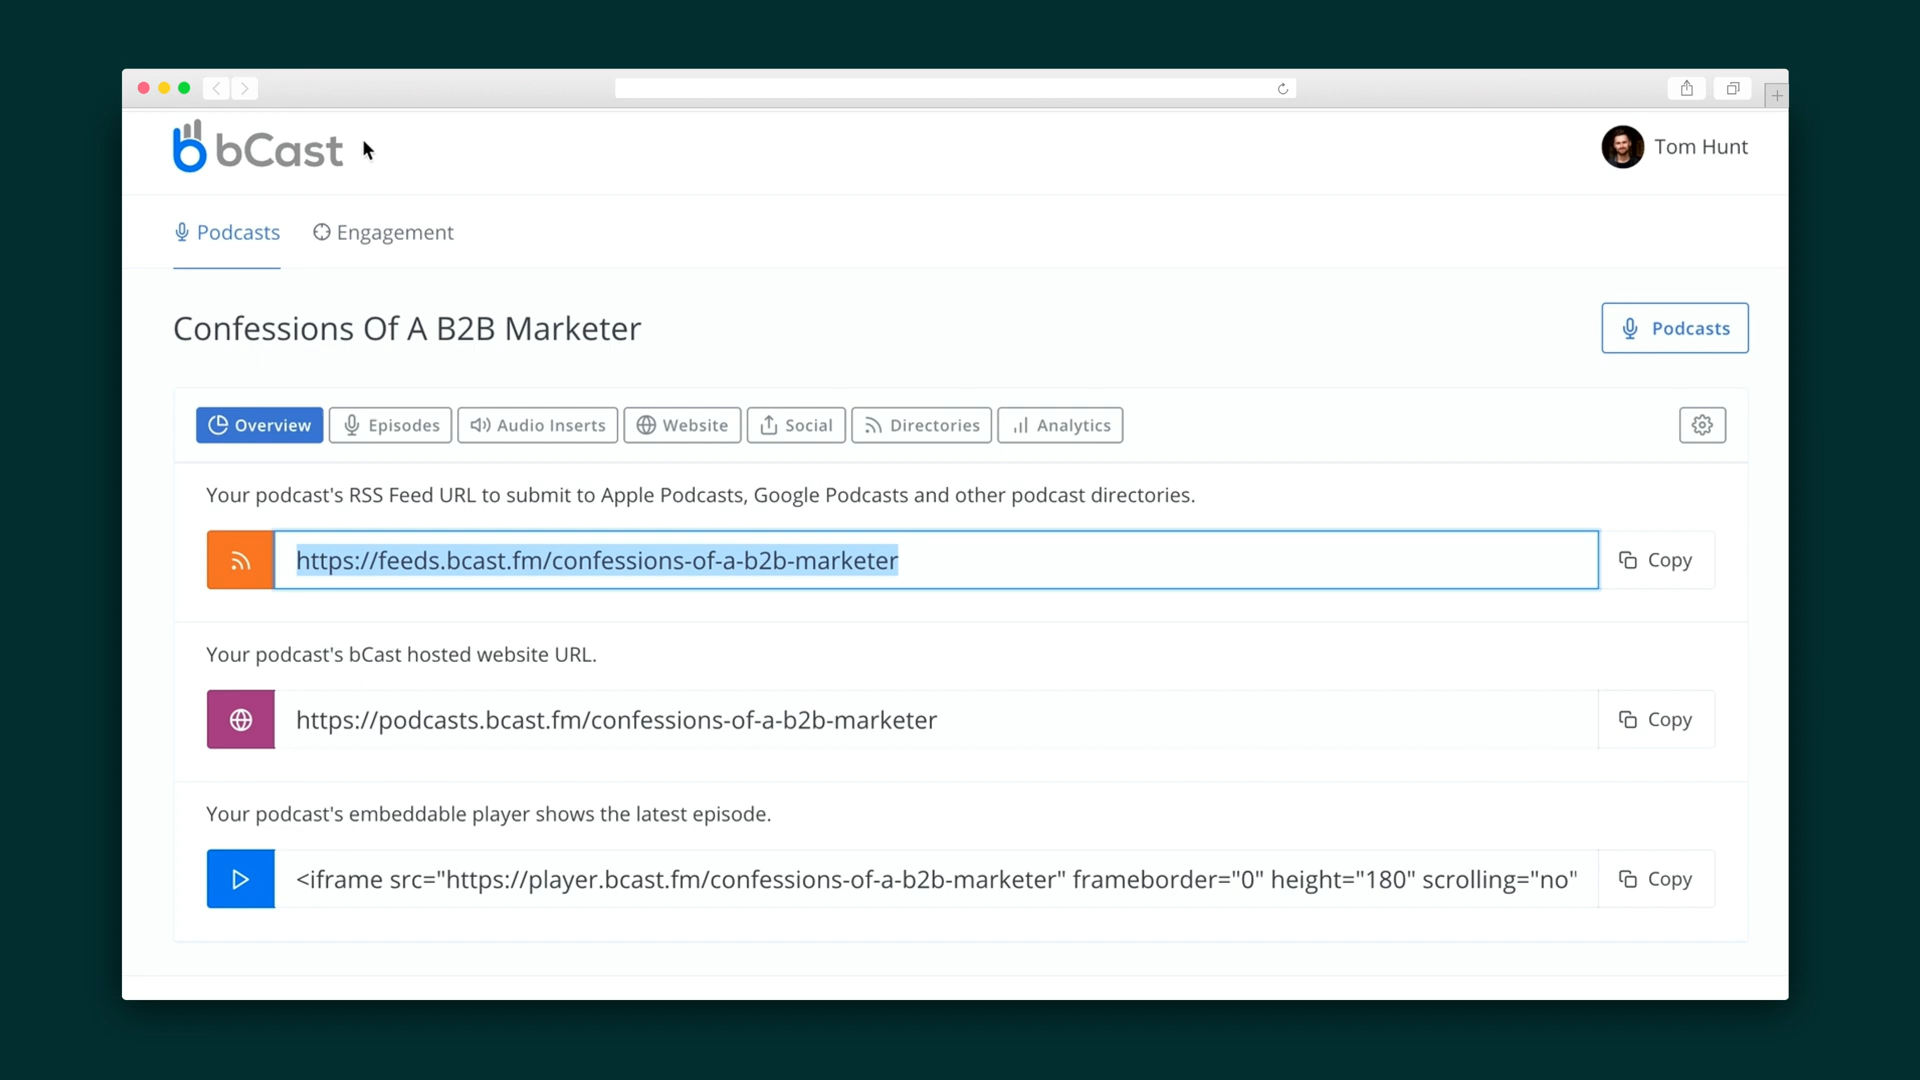 bCast
Tom Hunt
Podcasts
Engagement
Confessions Of A B2B Marketer
Podcasts
Overview
Episodes
Audio Inserts
Website
Social
Directories
Analytics
Your podcast's RSS Feed URL to submit to Apple Podcasts, Google Podcasts and other podcast directories.
https://feeds.bcast.fm/confessions-of-a-b2b-marketer
Copy
Your podcast's bCast hosted website URL.
https://podcasts.bcast.fm/confessions-of-a-b2b-marketer
Copy
Your podcast's embeddable player shows the latest episode.
<iframe src="https://player.bcast.fm/confessions-of-a-b2b-marketer" frameborder="0" height="180" scrolling="no"
Copy